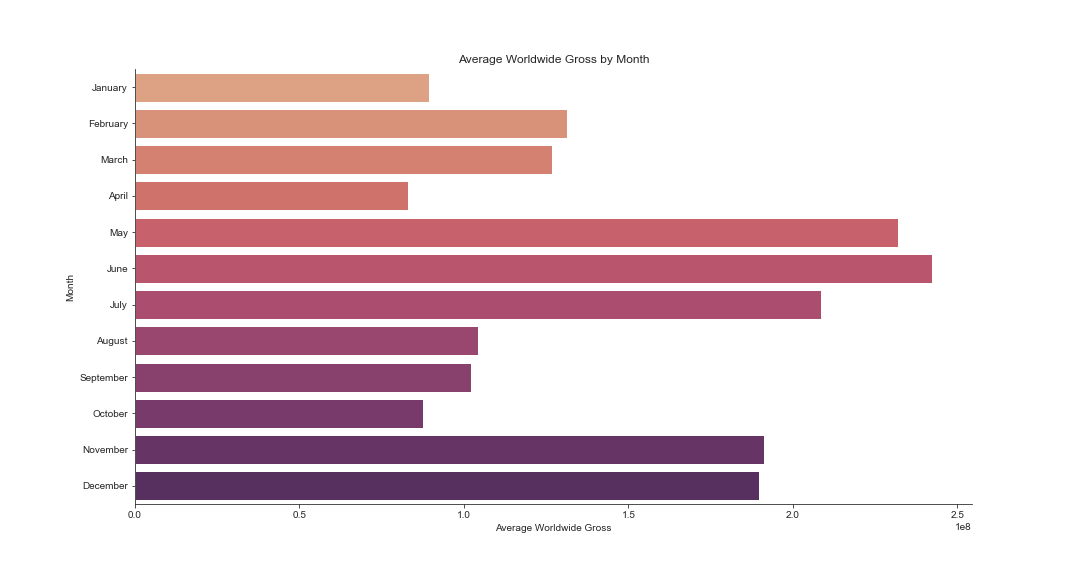 Average Worldwide Gross by Month
January
February
March
April
May
June
July
August
September
October
November
December
Month
0.0 0.5 1.0 1.5 2.0 2.5
1e8
Average Worldwide Gross